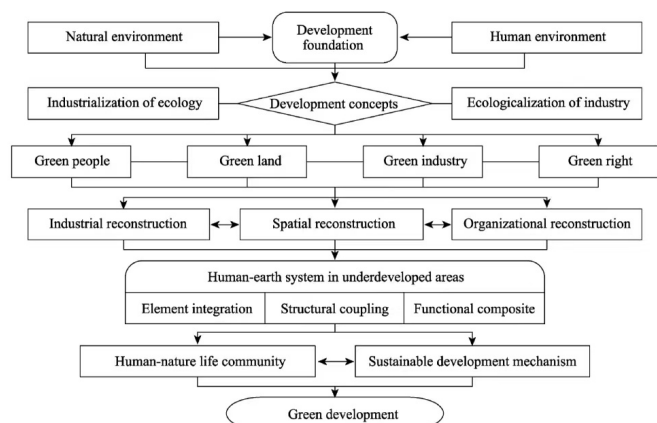 Natural environment
Development
foundation
Human environment
Industrialization of ecology
Development concepts
Ecologicalization of industry
Green people
Green land
Green industry
Green right
Industrial reconstruction
Spatial reconstruction
Organizational reconstruction
Human-earth system in underdeveloped areas
Element integration
Structural coupling
Functional composite
Human-nature life community
Sustainable development mechanism
Green development